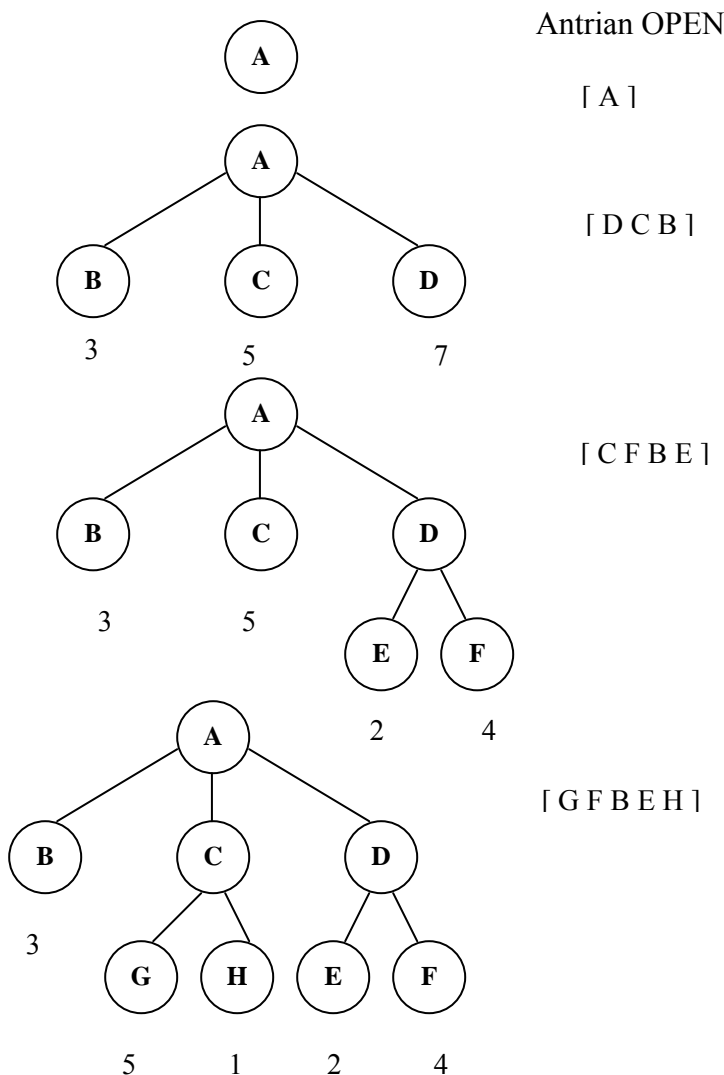 Antrian OPEN
A
[ A ]
A
[ D C B ]
B C D
3 5 7
A
[ C F B E ]
B C D
3 5
E F
2 4
A
[ G F B E H ]
B C D
3
G H E F
5 1 2 4